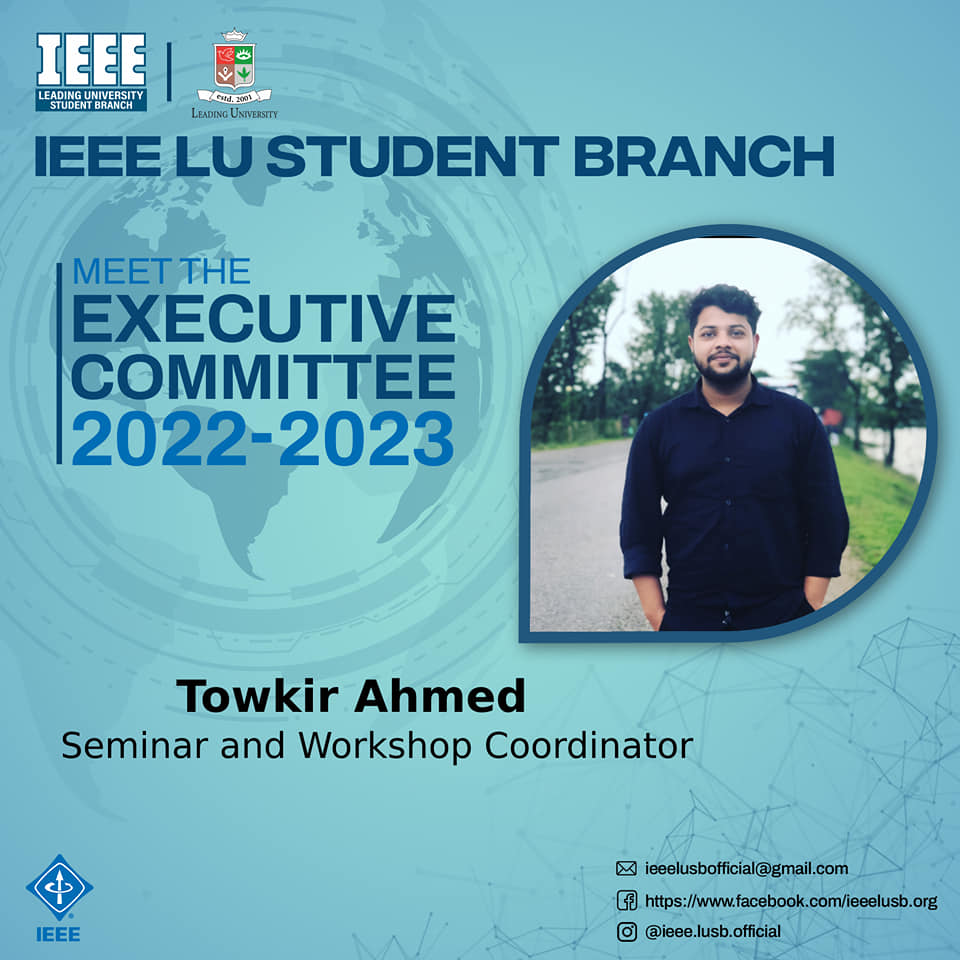 IEEE
LEADING UNIVERSITY
STUDENT BRANCH
estd. 2001
LEADING UNIVERSITY
IEEE LU STUDENT BRANCH
MEET THE
EXECUTIVE
COMMITTEE
2022-2023
Towkir Ahmed
Seminar and Workshop Coordinator
IEEE
ieeelusbofficial@gmail.com
https://www.facebook.com/ieeelusb.org
@ieee.lusb.official